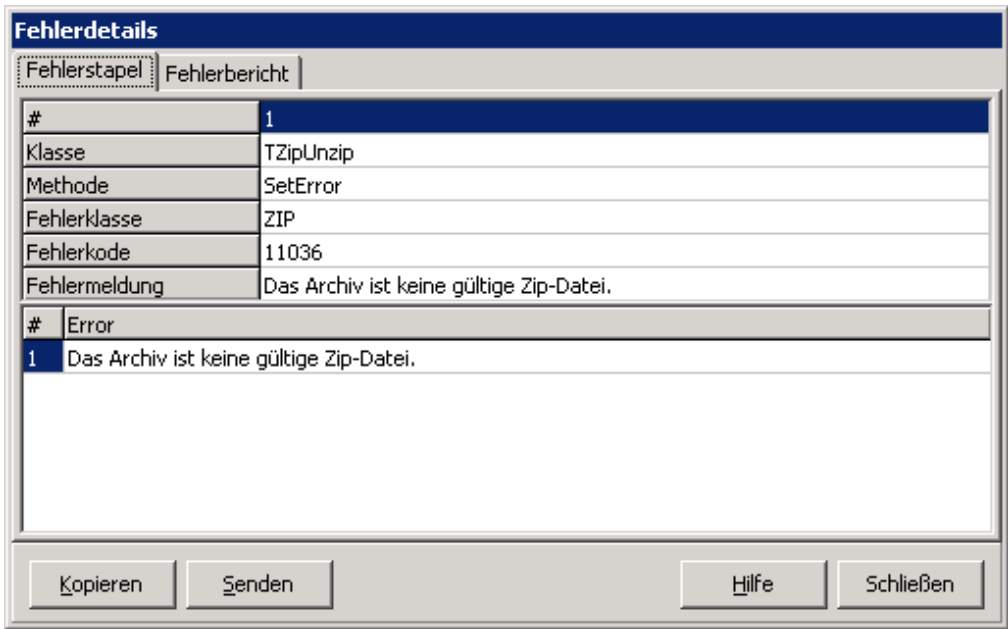 Fehlerdetails
Fehlerstapel Fehlerbericht
# 1
Klasse TZipUnzip
Methode SetError
Fehlerklasse ZIP
Fehlerkode 11036
Fehlermeldung Das Archiv ist keine gültige Zip-Datei.
# Error
1 Das Archiv ist keine gültige Zip-Datei.
Kopieren Senden Hilfe Schließen